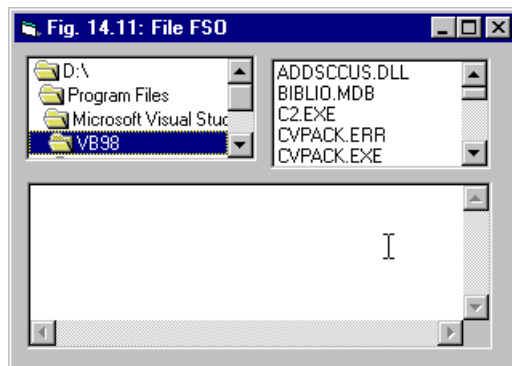 Fig. 14.11: File FSO
D:\
Program Files
Microsoft Visual Stuc
VB98
ADDSCCUS.DLL
BIBLIO.MDB
C2.EXE
CVPACK.ERR
CVPACK.EXE